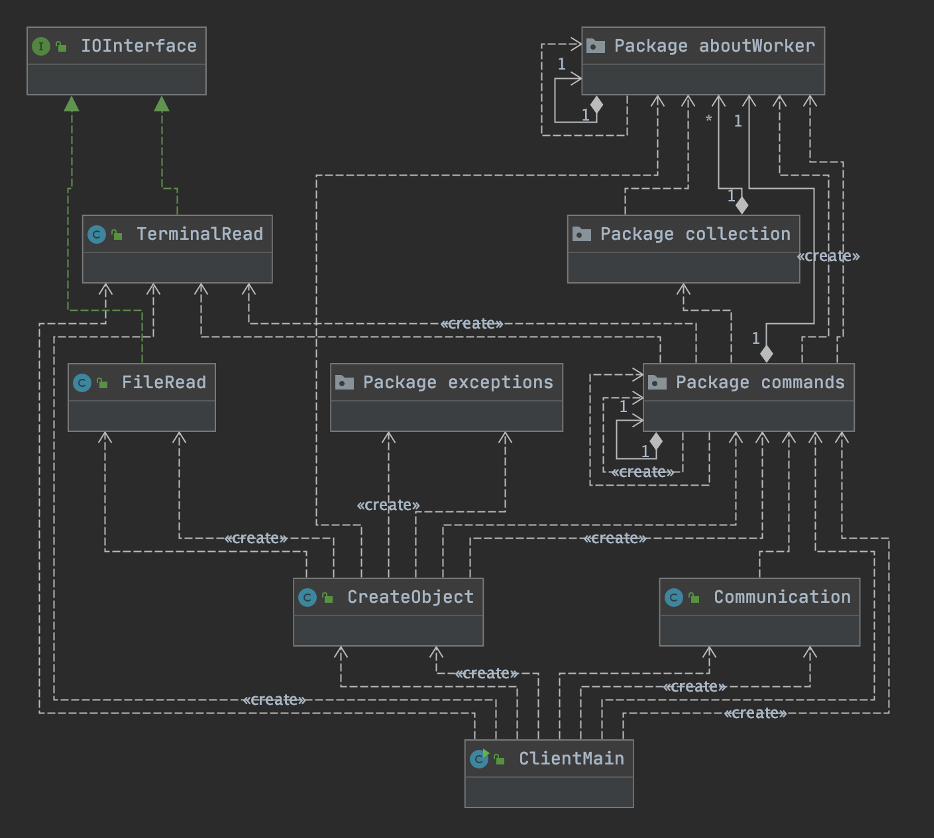 IOInterface
Package aboutWorker
1
1
* 1
1
TerminalRead
Package collection
«create»
«create»
1
FileRead
Package exceptions
Package commands
1
1
«create»
«create»
«create»
«create»
CreateObject
Communication
«create»
«create»
«create»
«create»
ClientMain